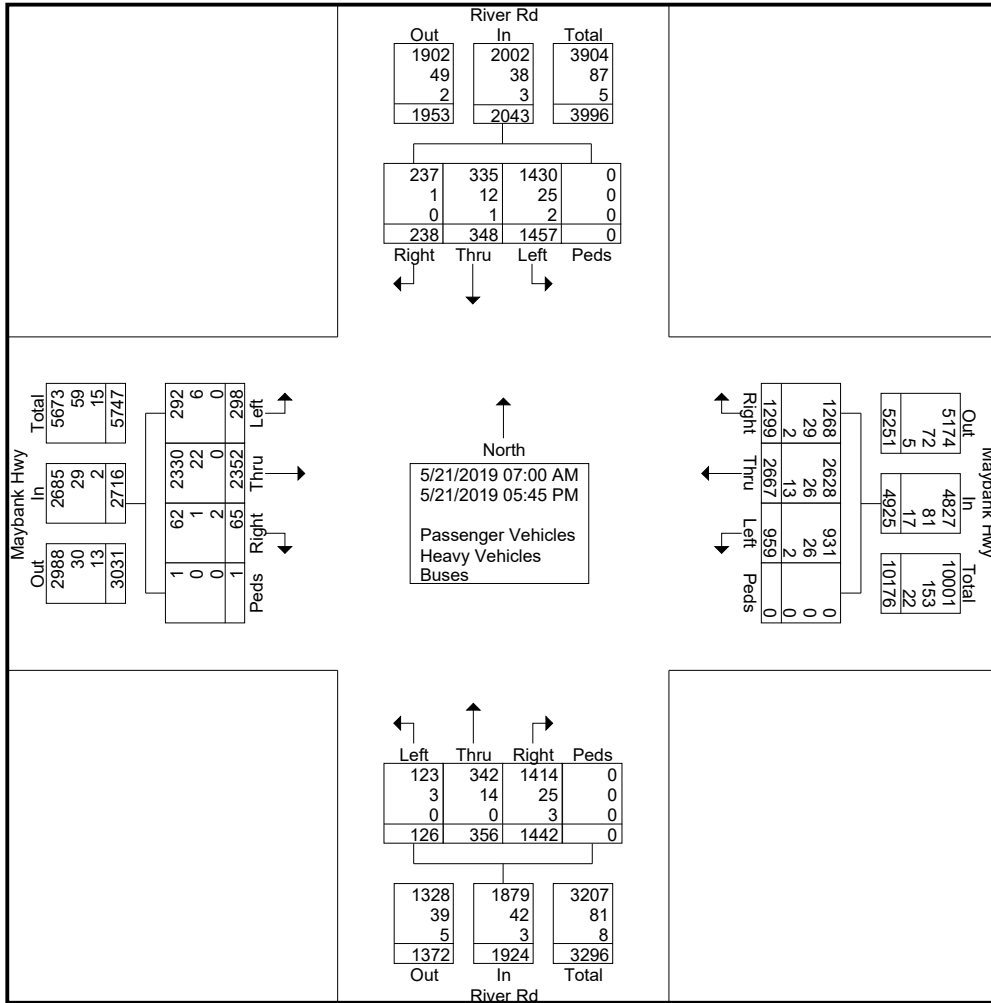 River Rd
Out In Total
1902 2002 3904
49 38 87
2 3 5
1953 2043 3996
237 335 1430 0
1 12 25 0
0 1 2 0
238 348 1457 0
Right Thru Left Peds
Maybank Hwy
Total
5673
59
15
5747
In
2685
29
2
2716
Out
2988
30
13
3031
Left
292
6
0
298
Thru
2330
22
0
2352
Right
62
1
2
65
Peds
1
0
0
1
North
5/21/2019 07:00 AM
5/21/2019 05:45 PM
Passenger Vehicles
Heavy Vehicles
Buses
Right
1268
29
2
1299
Thru
2628
26
13
2667
Left
931
26
2
959
Peds
0
0
0
0
Maybank Hwy
Out
5174
72
5
5251
In
4827
81
17
4925
Total
10001
153
22
10176
Left Thru Right Peds
123 342 1414 0
3 14 25 0
0 0 3 0
126 356 1442 0
1328 1879 3207
39 42 81
5 3 8
1372 1924 3296
Out In Total
River Rd